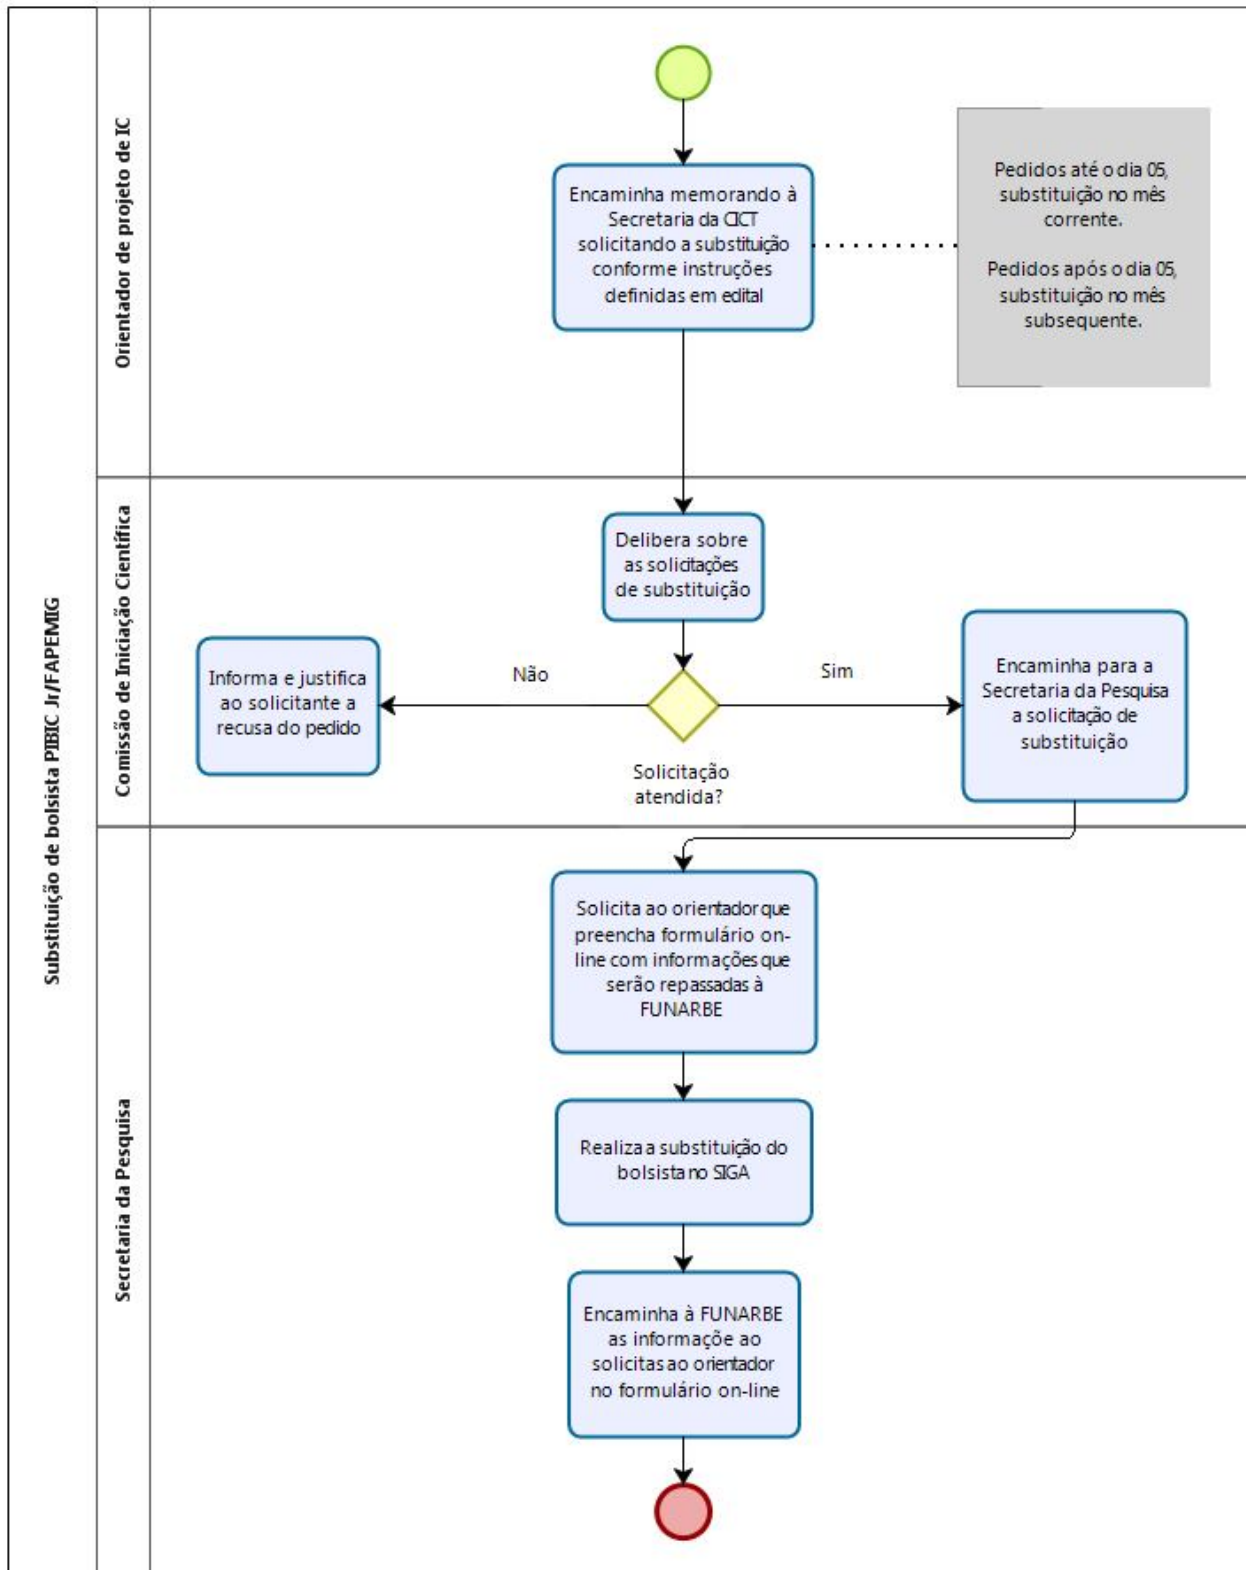 Substituição de bolsista PIBIC Jr/FAPEMIG
Orientador de projeto de IC
Encaminha memorando à
Secretaria da CICT
solicitando a substituição
conforme instruções
definidas em edital
Pedidos até o dia 05,
substituição no mês
corrente.
Pedidos após o dia 05,
substituição no mês
subsequente.
Comissão de Iniciação Científica
Delibera sobre
as solicitações
de substituição
Não
Sim
Solicitação
atendida?
Informa e justifica
ao solicitante a
recusa do pedido
Encaminha para a
Secretaria da Pesquisa
a solicitação de
substituição
Secretaria da Pesquisa
Solicita ao orientador que
preencha formulário on-
line com informações que
serão repassadas à
FUNARBE
Realiza a substituição do
bolsista no SIGA
Encaminha à FUNARBE
as informaçõe ao
solicitas ao orientador
no formulário on-line